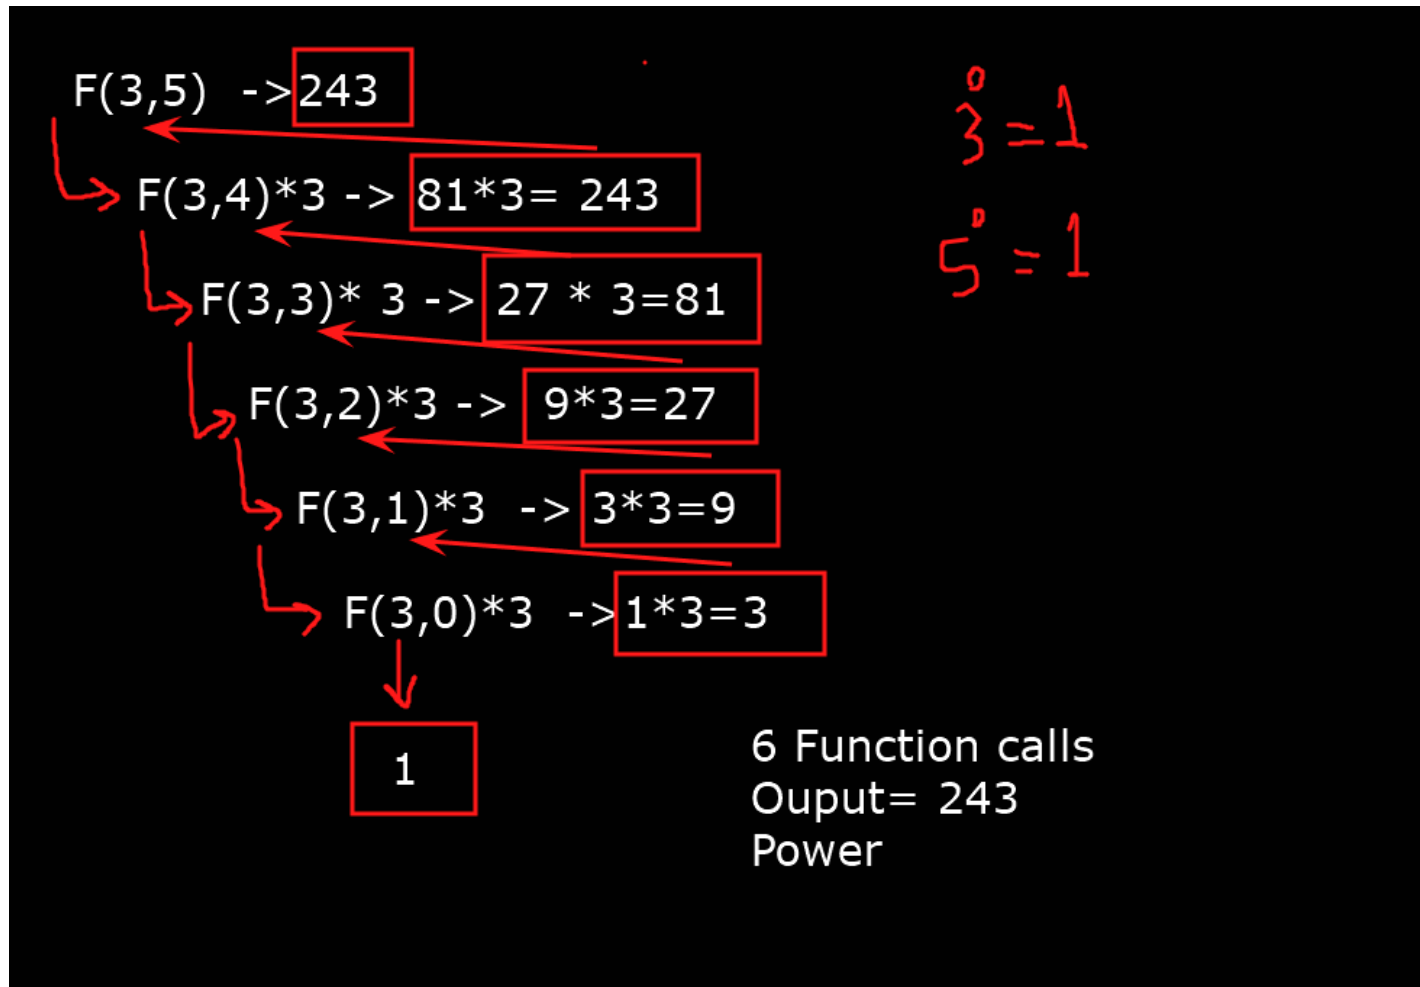 F(3,5) ->243
F(3,4)*3 -> 81*3= 243
F(3,3)* 3 -> 27 * 3=81
F(3,2)*3 -> 9*3=27
F(3,1)*3 -> 3*3=9
F(3,0)*3 ->1*3=3
1
3⁰ = 1
5⁰ = 1
6 Function calls
Ouput= 243
Power